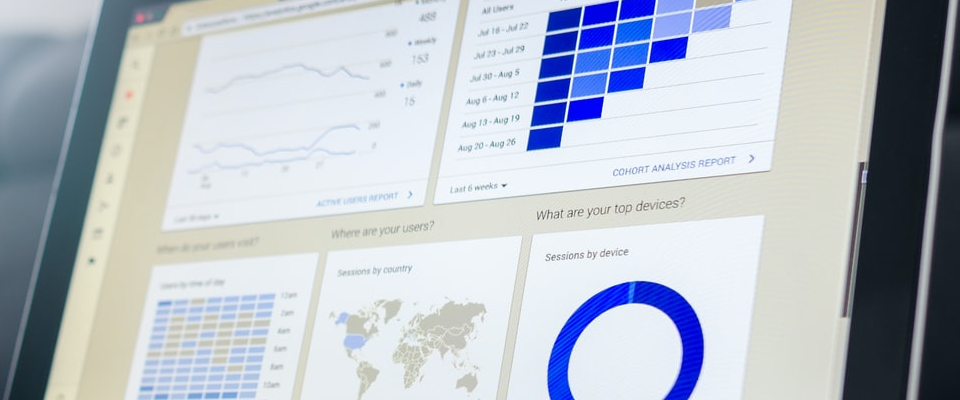 488
Weekly
153
Daily
15
ACTIVE USERS REPORT
All Users
Jul 16 - Jul 22
Jul 23 - Jul 29
Jul 30 - Aug 5
Aug 6 - Aug 12
Aug 13 - Aug 19
Aug 20 - Aug 26
Last 6 weeks
COHORT ANALYSIS REPORT
When do your users visit?
Where are your users?
What are your top devices?
Users by time of day
12am
2am
4am
6am
8am
10am
Sessions by country
Sessions by device